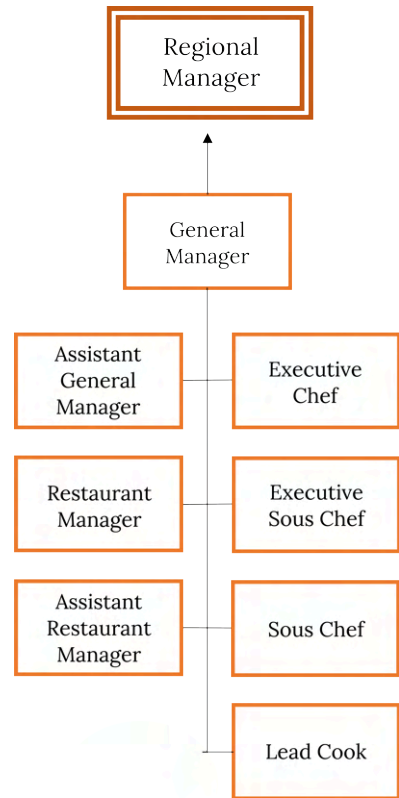 Regional
Manager
General
Manager
Assistant
General
Manager
Executive
Chef
Restaurant
Manager
Executive
Sous Chef
Assistant
Restaurant
Manager
Sous Chef
Lead Cook